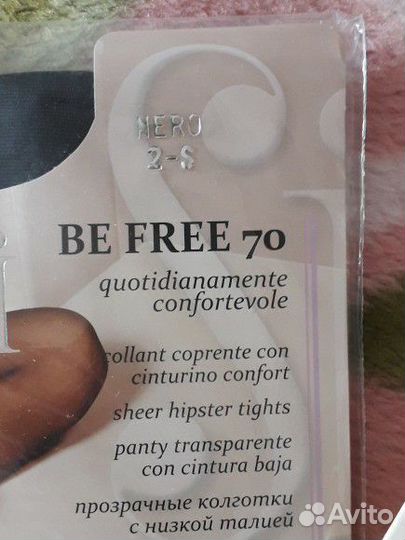 NERO
2-S
BE FREE 70
quotidianamente
confortevole
collant coprente con
cinturino confort
sheer hipster tights
panty transparente
con cintura baja
прозрачные колготки
с низкой талией
Avito